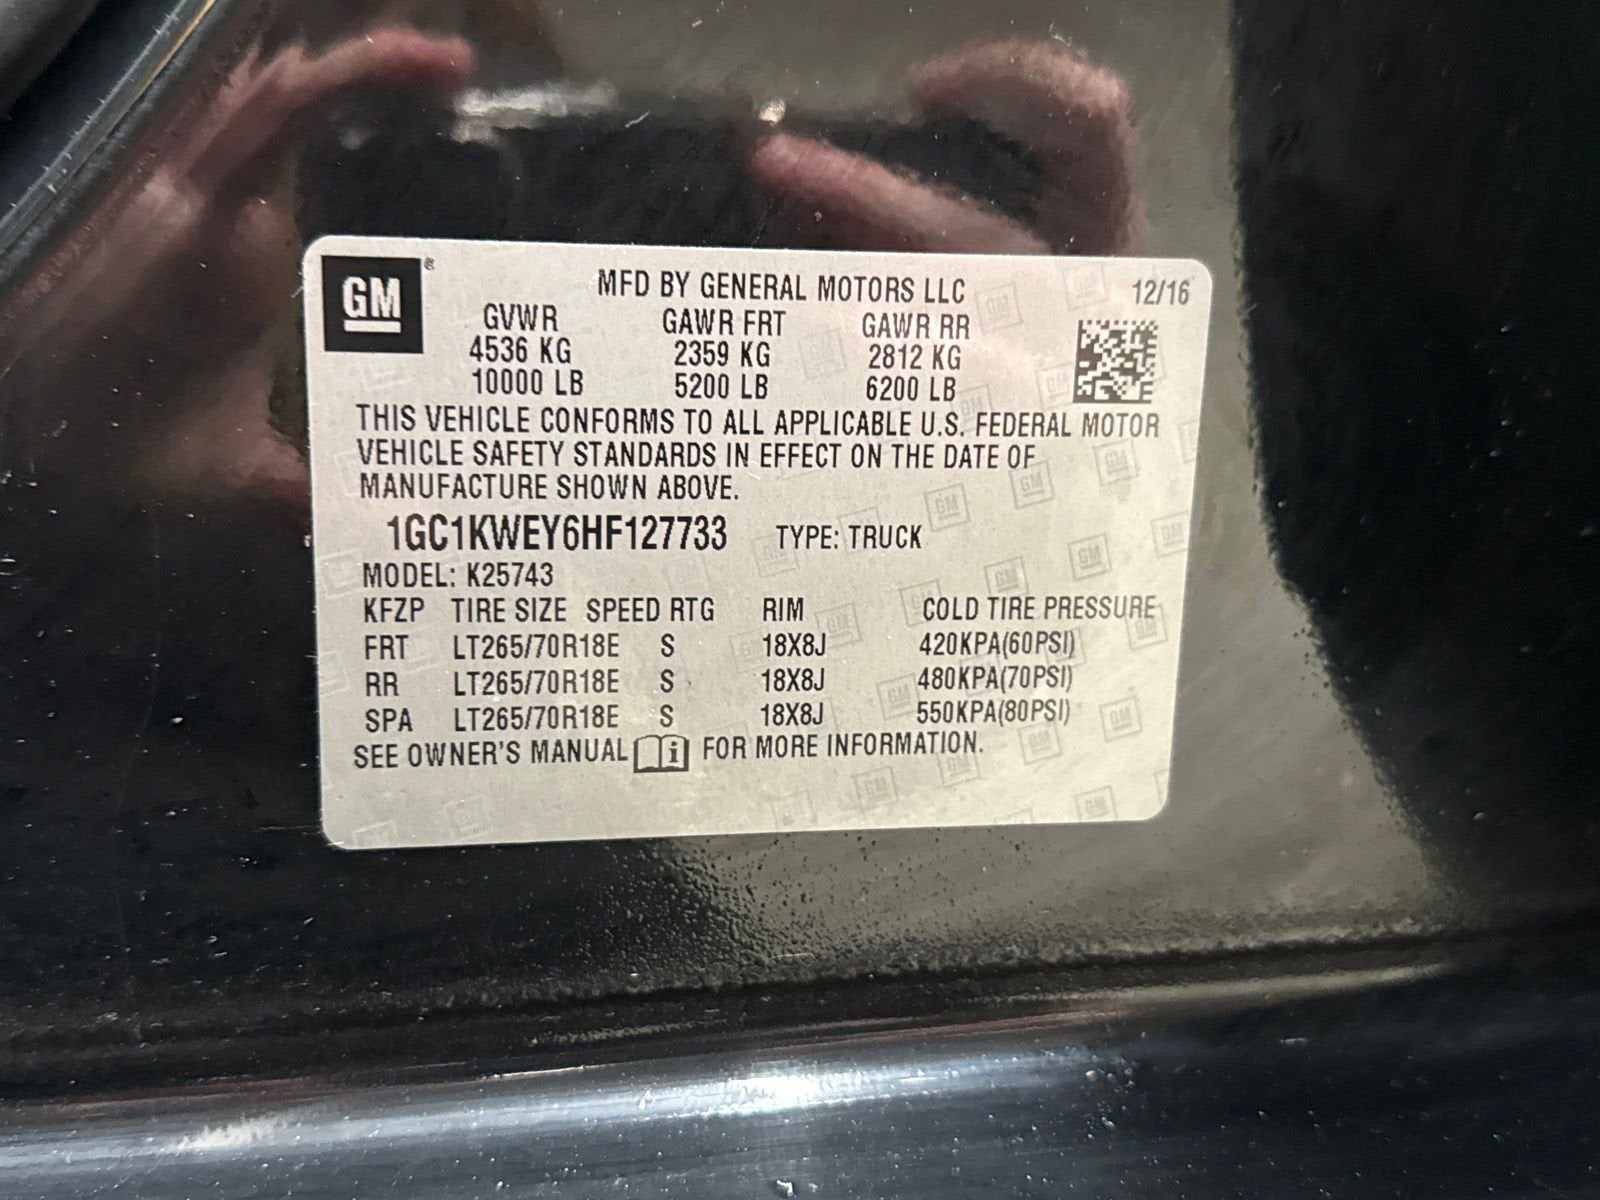 GM®
MFD BY GENERAL MOTORS LLC 12/16
GVWR GAWR FRT GAWR RR
4536 KG 2359 KG 2812 KG
10000 LB 5200 LB 6200 LB
THIS VEHICLE CONFORMS TO ALL APPLICABLE U.S. FEDERAL MOTOR
VEHICLE SAFETY STANDARDS IN EFFECT ON THE DATE OF
MANUFACTURE SHOWN ABOVE.
1GC1KWEY6HF127733 TYPE: TRUCK
MODEL: K25743
KFZP TIRE SIZE SPEED RTG RIM COLD TIRE PRESSURE
FRT LT265/70R18E S 18X8J 420KPA(60PSI)
RR LT265/70R18E S 18X8J 480KPA(70PSI)
SPA LT265/70R18E S 18X8J 550KPA(80PSI)
SEE OWNER'S MANUAL i FOR MORE INFORMATION.